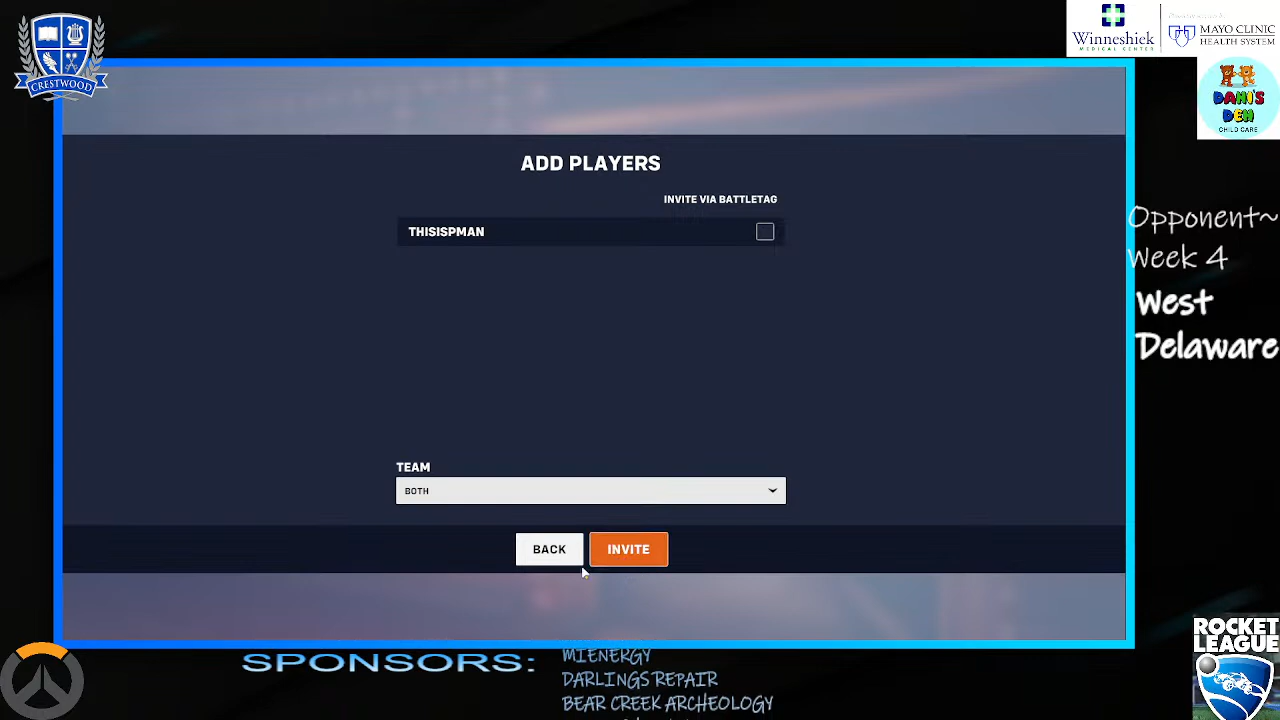 CRESTWOOD
Winneshiek
MEDICAL CENTER
MAYO CLINIC
HEALTH SYSTEM
DANI'S
DEN
CHILD CARE
ADD PLAYERS
INVITE VIA BATTLETAG
THISISPMAN
Opponent~
Week 4
West
Delaware
TEAM
BOTH
BACK
INVITE
SPONSORS:
MIENERGY
DARLINGS REPAIR
BEAR CREEK ARCHEOLOGY
ROCKET
LEAGUE